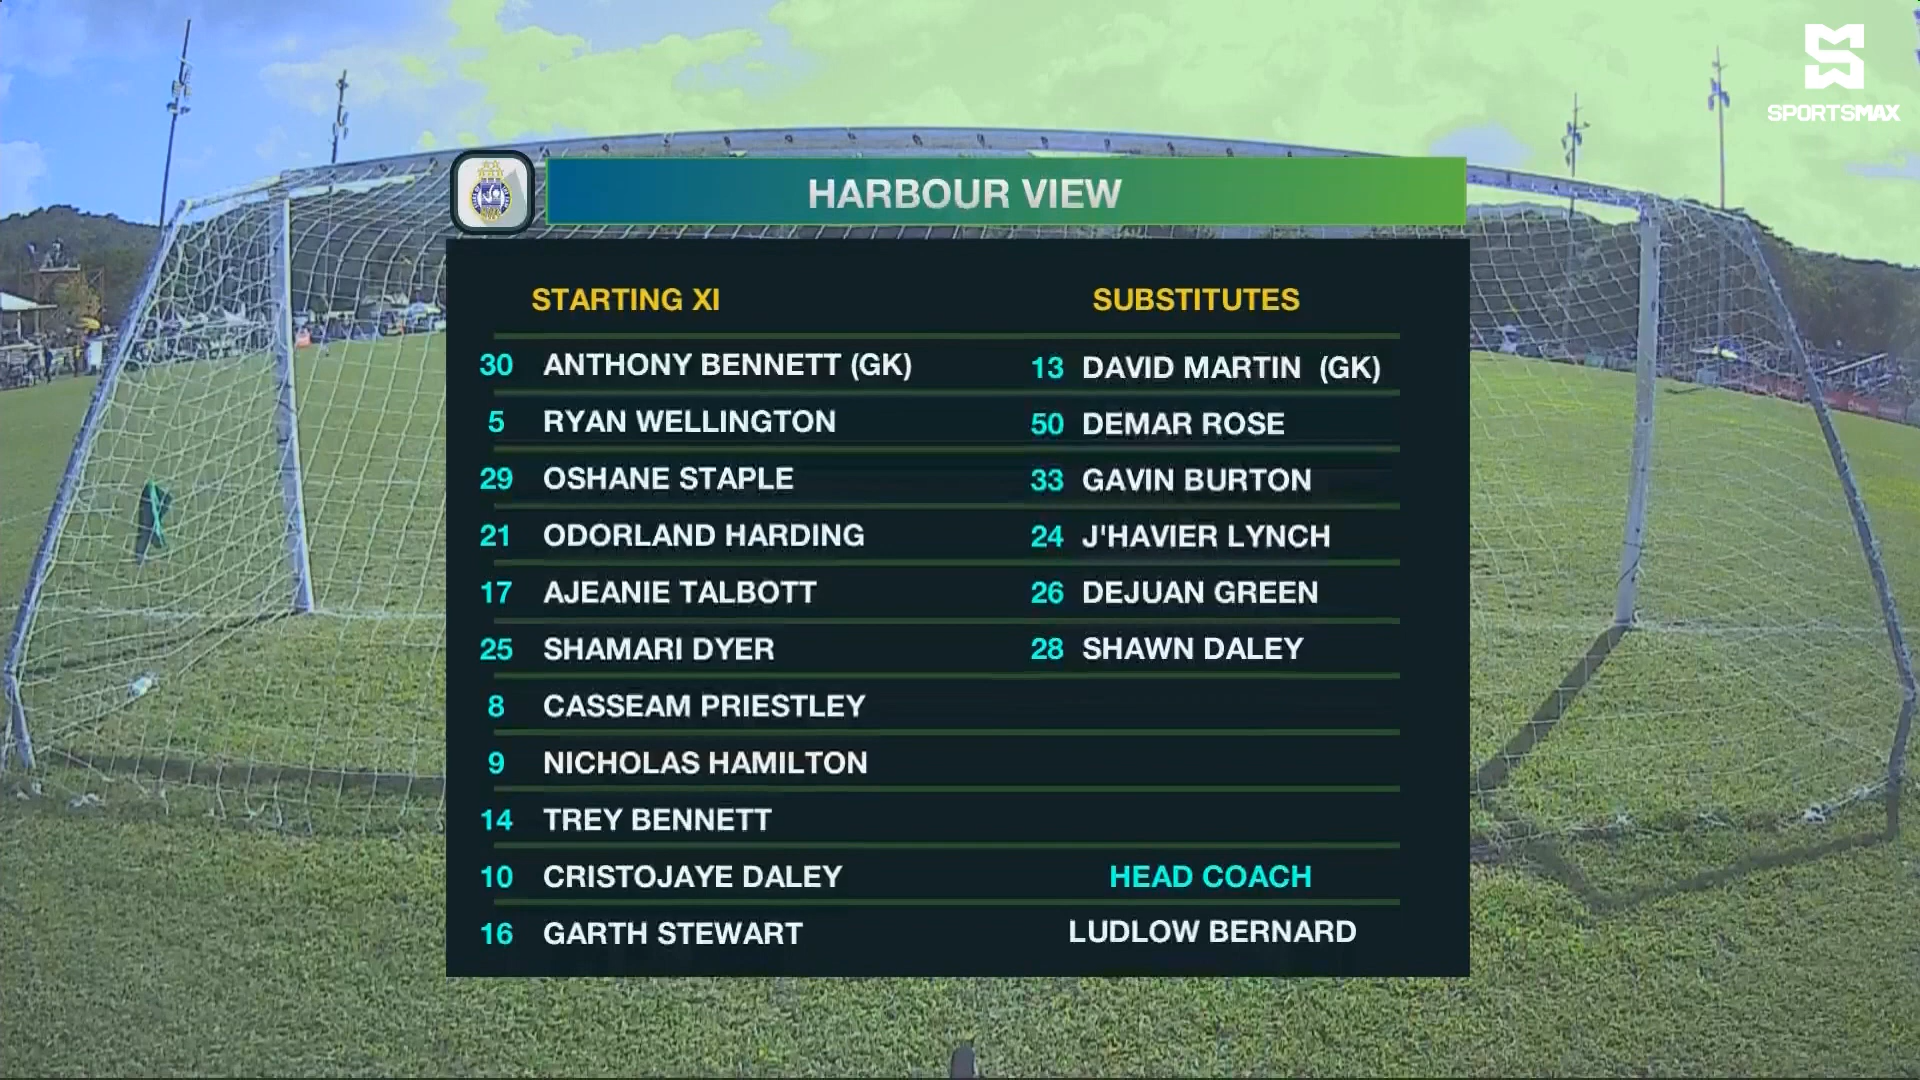 SPORTSMAX
HARBOUR VIEW
STARTING XI
30 ANTHONY BENNETT (GK)
5 RYAN WELLINGTON
29 OSHANE STAPLE
21 ODORLAND HARDING
17 AJEANIE TALBOTT
25 SHAMARI DYER
8 CASSEAM PRIESTLEY
9 NICHOLAS HAMILTON
14 TREY BENNETT
10 CRISTOJAYE DALEY
16 GARTH STEWART
SUBSTITUTES
13 DAVID MARTIN (GK)
50 DEMAR ROSE
33 GAVIN BURTON
24 J'HAVIER LYNCH
26 DEJUAN GREEN
28 SHAWN DALEY
HEAD COACH
LUDLOW BERNARD